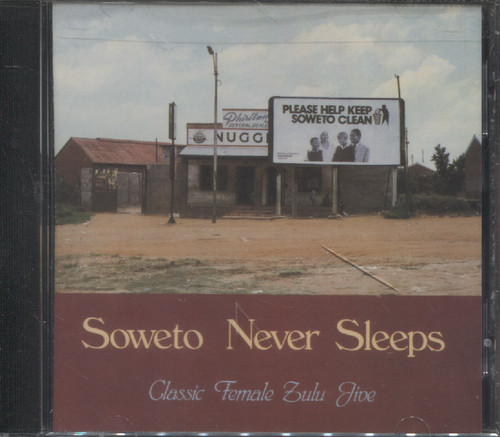 PLEASE HELP KEEP
SOWETO CLEAN
NUGG
Soweto Never Sleeps
Classic Female Zulu Jive